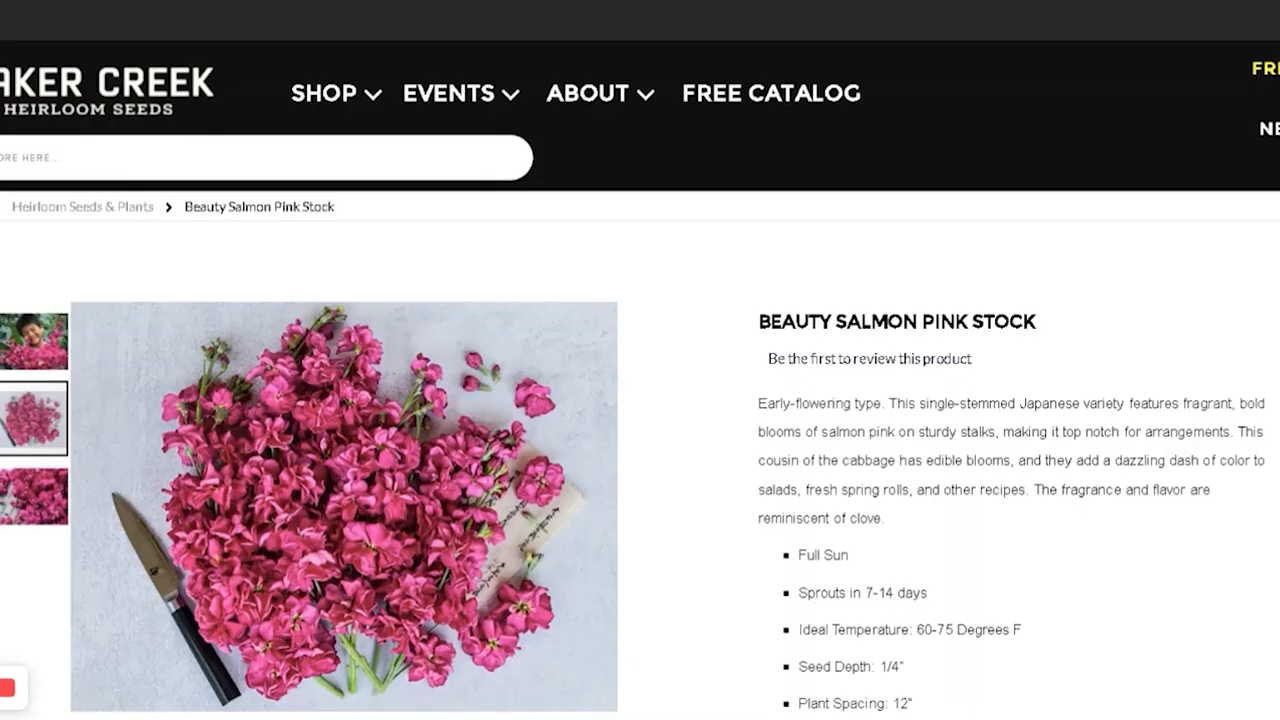 AKER CREEK
HEIRLOOM SEEDS
SHOP
EVENTS
ABOUT
FREE CATALOG
FRE
NE
ORE HERE...
Heirloom Seeds & Plants
Beauty Salmon Pink Stock
BEAUTY SALMON PINK STOCK
Be the first to review this product
Early-flowering type. This single-stemmed Japanese variety features fragrant, bold
blooms of salmon pink on sturdy stalks, making it top notch for arrangements. This
cousin of the cabbage has edible blooms, and they add a dazzling dash of color to
salads, fresh spring rolls, and other recipes. The fragrance and flavor are
reminiscent of clove.
Full Sun
Sprouts in 7-14 days
Ideal Temperature: 60-75 Degrees F
Seed Depth: 1/4"
Plant Spacing: 12"